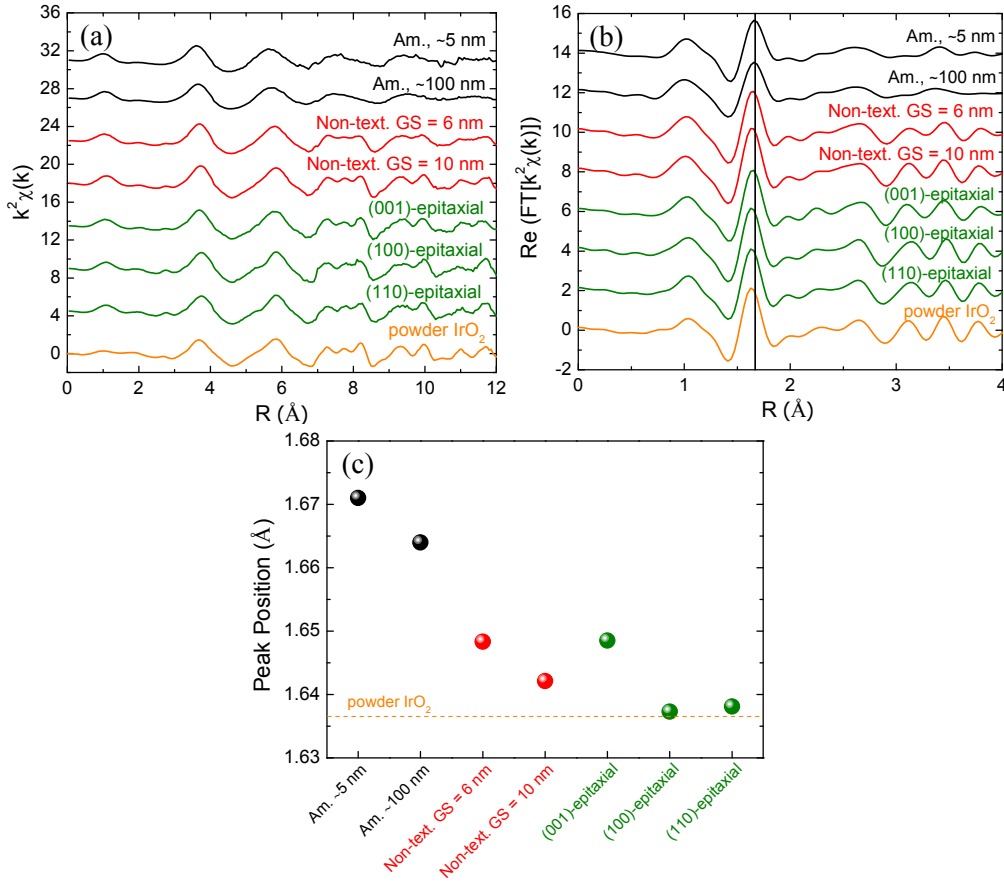 (a)
Am., ~5 nm
Am., ~100 nm
Non-text. GS = 6 nm
Non-text. GS = 10 nm
(001)-epitaxial
(100)-epitaxial
(110)-epitaxial
powder IrO₂
32
28
24
20
16
12
8
4
0
k²χ(k)
0 2 4 6 8 10 12
R (Å)
(b)
Am., ~5 nm
Am., ~100 nm
Non-text. GS = 6 nm
Non-text. GS = 10 nm
(001)-epitaxial
(100)-epitaxial
(110)-epitaxial
powder IrO₂
16
14
12
10
8
6
4
2
0
-2
Re (FT[k²χ(k)])
0 1 2 3 4
R (Å)
(c)
1.68
1.67
1.66
1.65
1.64
1.63
Peak Position (Å)
powder IrO₂
Am. ~5 nm
Am. ~100 nm
Non-text. GS = 6 nm
Non-text. GS = 10 nm
(001)-epitaxial
(100)-epitaxial
(110)-epitaxial